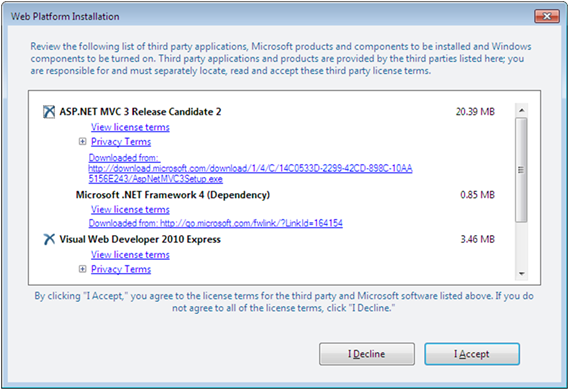 Web Platform Installation
Review the following list of third party applications, Microsoft products and components to be installed and Windows
components to be turned on. Third party applications and products are provided by the third parties listed here; you
are responsible for and must separately locate, read and accept these third party license terms.
ASP.NET MVC 3 Release Candidate 2 20.39 MB
View license terms
Privacy Terms
Downloaded from:
http://download.microsoft.com/download/1/4/C/14C0533D-2299-42CD-898C-10AA
5156E243/AspNetMVC3Setup.exe
Microsoft .NET Framework 4 (Dependency) 0.85 MB
View license terms
Downloaded from: http://go.microsoft.com/fwlink/?LinkId=164154
Visual Web Developer 2010 Express 3.46 MB
View license terms
Privacy Terms
By clicking "I Accept," you agree to the license terms for the third party and Microsoft software listed above. If you do
not agree to all of the license terms, click "I Decline."
I Decline I Accept